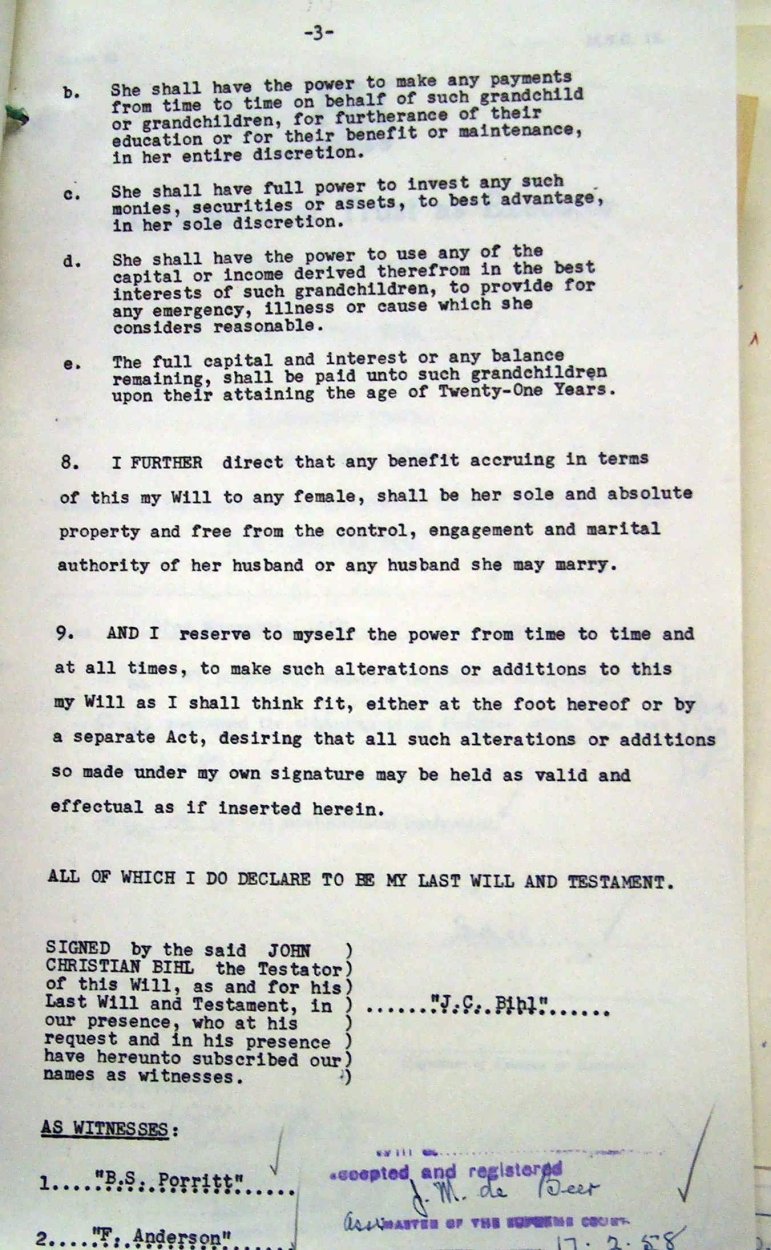 -3-
b. She shall have the power to make any payments
from time to time on behalf of such grandchild
or grandchildren, for furtherance of their
education or for their benefit or maintenance,
in her entire discretion.
c. She shall have full power to invest any such
monies, securities or assets, to best advantage,
in her sole discretion.
d. She shall have the power to use any of the
capital or income derived therefrom in the best
interests of such grandchildren, to provide for
any emergency, illness or cause which she
considers reasonable.
e. The full capital and interest or any balance
remaining, shall be paid unto such grandchildren
upon their attaining the age of Twenty-One Years.
8. I FURTHER direct that any benefit accruing in terms
of this my Will to any female, shall be her sole and absolute
property and free from the control, engagement and marital
authority of her husband or any husband she may marry.
9. AND I reserve to myself the power from time to time and
at all times, to make such alterations or additions to this
my Will as I shall think fit, either at the foot hereof or by
a separate Act, desiring that all such alterations or additions
so made under my own signature may be held as valid and
effectual as if inserted herein.
ALL OF WHICH I DO DECLARE TO BE MY LAST WILL AND TESTAMENT.
SIGNED by the said JOHN )
CHRISTIAN BIHL the Testator)
of this Will, as and for his)
Last Will and Testament, in ) ......."J.C. Bihl".......
our presence, who at his )
request and in his presence )
have hereunto subscribed our)
names as witnesses. )
AS WITNESSES:
1....."B.S. Porritt".....
2....."F. Anderson"
accepted and registered
J. M. de Beer
Asst MASTER OF THE SUPREME COURT
17. 2. 58